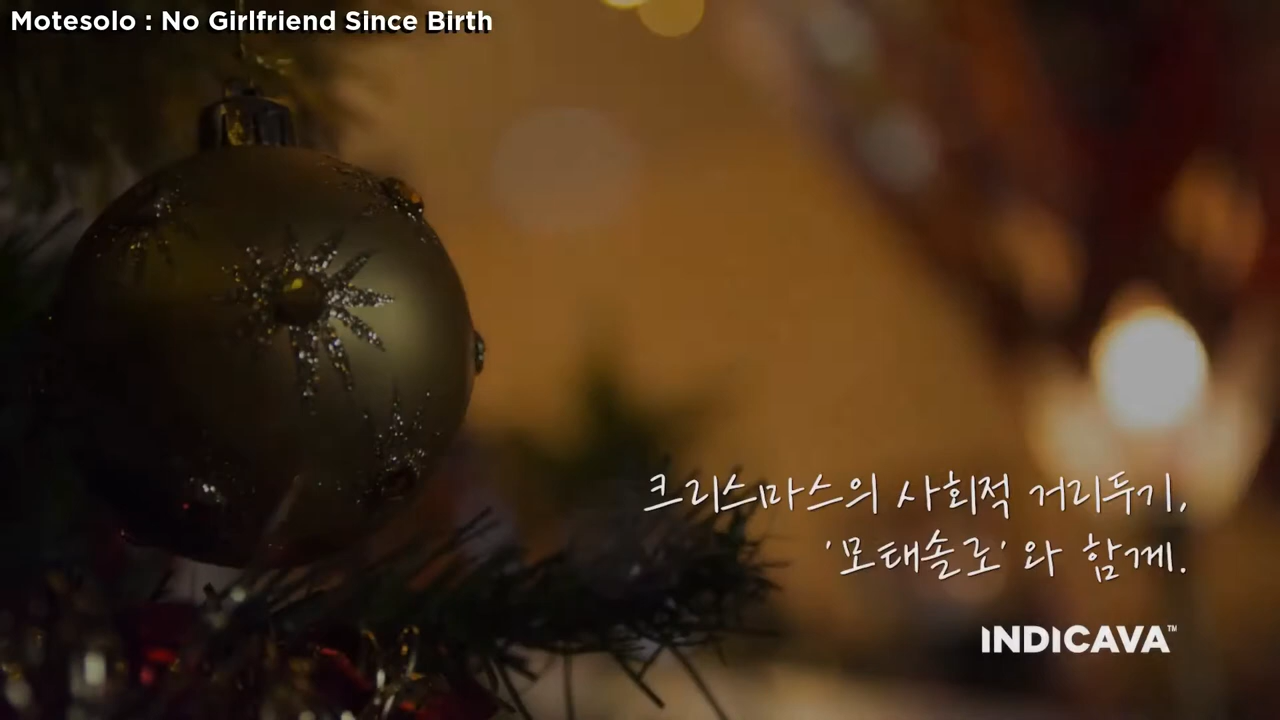 Motesolo : No Girlfriend Since Birth
크리스마스의 사회적 거리두기,
'모태솔로'와 함께.
INDICAVA™